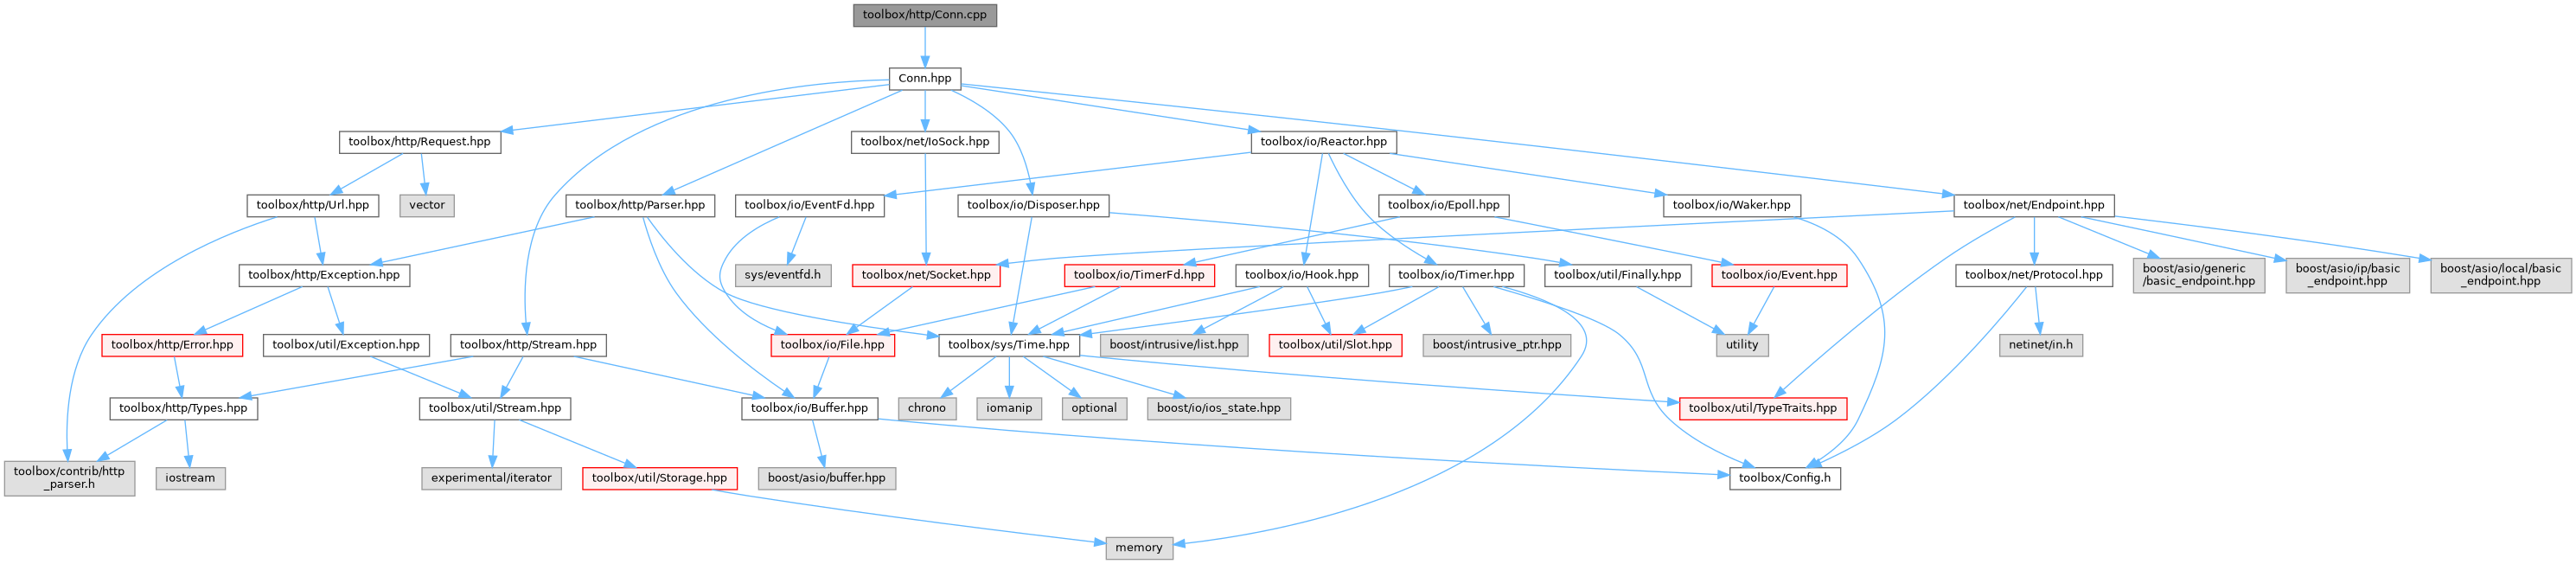 toolbox/http/Conn.cpp
Conn.hpp
toolbox/http/Request.hpp
toolbox/net/IoSock.hpp
toolbox/io/Reactor.hpp
toolbox/http/Url.hpp
vector
toolbox/http/Parser.hpp
toolbox/io/EventFd.hpp
toolbox/io/Disposer.hpp
toolbox/io/Epoll.hpp
toolbox/io/Waker.hpp
toolbox/net/Endpoint.hpp
toolbox/http/Exception.hpp
sys/eventfd.h
toolbox/net/Socket.hpp
toolbox/io/TimerFd.hpp
toolbox/io/Hook.hpp
toolbox/io/Timer.hpp
toolbox/util/Finally.hpp
toolbox/io/Event.hpp
toolbox/net/Protocol.hpp
boost/asio/generic
/basic_endpoint.hpp
boost/asio/ip/basic
_endpoint.hpp
boost/asio/local/basic
_endpoint.hpp
toolbox/http/Error.hpp
toolbox/util/Exception.hpp
toolbox/http/Stream.hpp
toolbox/io/File.hpp
toolbox/sys/Time.hpp
boost/intrusive/list.hpp
toolbox/util/Slot.hpp
boost/intrusive_ptr.hpp
utility
netinet/in.h
toolbox/http/Types.hpp
toolbox/util/Stream.hpp
toolbox/io/Buffer.hpp
chrono
iomanip
optional
boost/io/ios_state.hpp
toolbox/util/TypeTraits.hpp
toolbox/contrib/http
_parser.h
iostream
experimental/iterator
toolbox/util/Storage.hpp
boost/asio/buffer.hpp
toolbox/Config.h
memory